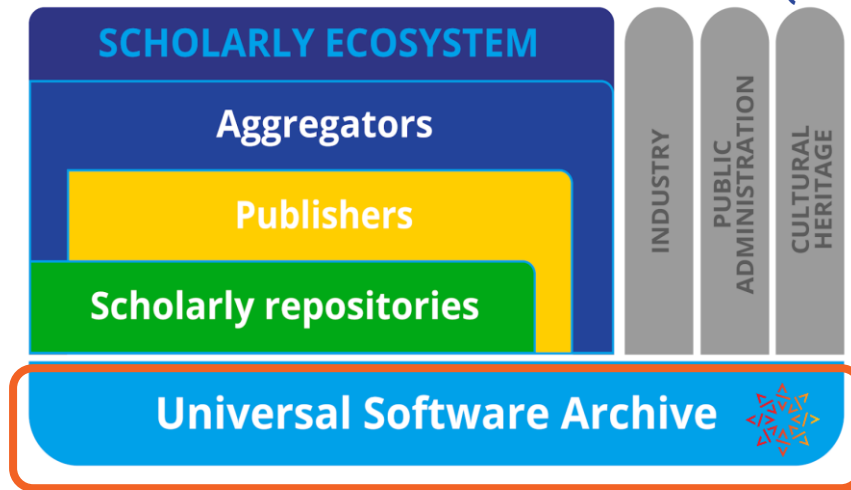 SCHOLARLY ECOSYSTEM
Aggregators
Publishers
Scholarly repositories
INDUSTRY
PUBLIC
ADMINISTRATION
CULTURAL
HERITAGE
Universal Software Archive